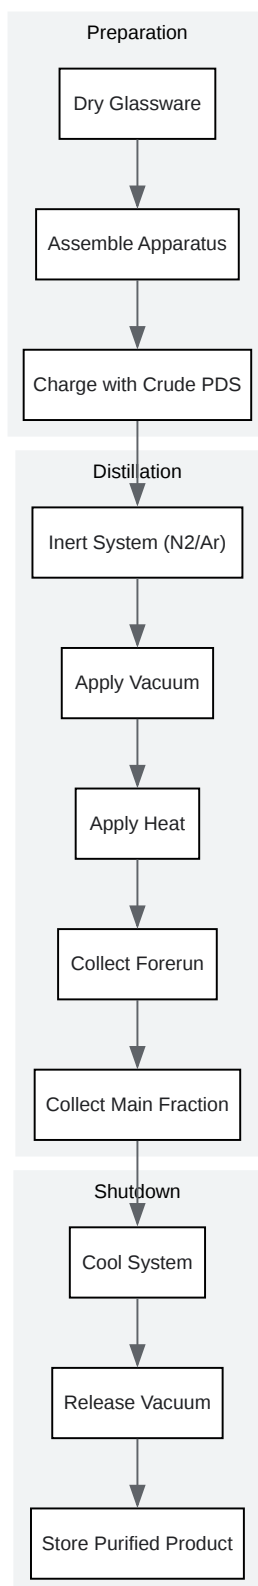 Preparation
Dry Glassware
Assemble Apparatus
Charge with Crude PDS
Distillation
Inert System (N2/Ar)
Apply Vacuum
Apply Heat
Collect Forerun
Collect Main Fraction
Shutdown
Cool System
Release Vacuum
Store Purified Product